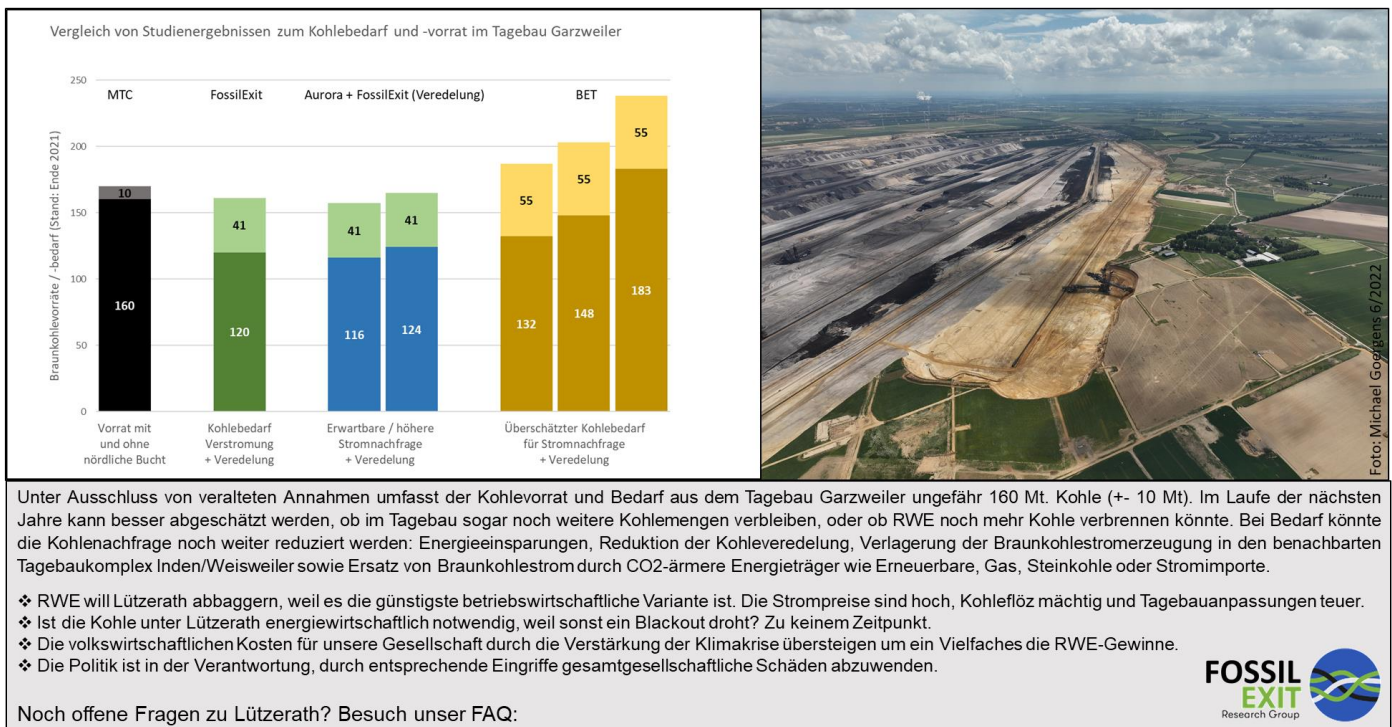 Vergleich von Studienergebnissen zum Kohlebedarf und -vorrat im Tagebau Garzweiler
Braunkohlevorräte / -bedarf (Stand: Ende 2021)
250
200
150
100
50
0
MTC
FossilExit
Aurora + FossilExit (Veredelung)
BET
10
160
41
120
41
116
41
124
55
132
55
148
55
183
Vorrat mit
und ohne
nördliche Bucht
Kohlebedarf
Verstromung
+ Veredelung
Erwartbare / höhere
Stromnachfrage
+ Veredelung
Überschätzter Kohlebedarf
für Stromnachfrage
+ Veredelung
Foto: Michael Goergens 6/2022
Unter Ausschluss von veralteten Annahmen umfasst der Kohlevorrat und Bedarf aus dem Tagebau Garzweiler ungefähr 160 Mt. Kohle (+- 10 Mt). Im Laufe der nächsten
Jahre kann besser abgeschätzt werden, ob im Tagebau sogar noch weitere Kohlemengen verbleiben, oder ob RWE noch mehr Kohle verbrennen könnte. Bei Bedarf könnte
die Kohlenachfrage noch weiter reduziert werden: Energieeinsparungen, Reduktion der Kohleveredelung, Verlagerung der Braunkohlestromerzeugung in den benachbarten
Tagebaukomplex Inden/Weisweiler sowie Ersatz von Braunkohlestrom durch CO2-ärmere Energieträger wie Erneuerbare, Gas, Steinkohle oder Stromimporte.
❖ RWE will Lützerath abbaggern, weil es die günstigste betriebswirtschaftliche Variante ist. Die Strompreise sind hoch, Kohleflöz mächtig und Tagebauanpassungen teuer.
❖ Ist die Kohle unter Lützerath energiewirtschaftlich notwendig, weil sonst ein Blackout droht? Zu keinem Zeitpunkt.
❖ Die volkswirtschaftlichen Kosten für unsere Gesellschaft durch die Verstärkung der Klimakrise übersteigen um ein Vielfaches die RWE-Gewinne.
❖ Die Politik ist in der Verantwortung, durch entsprechende Eingriffe gesamtgesellschaftliche Schäden abzuwenden.
Noch offene Fragen zu Lützerath? Besuch unser FAQ:
FOSSIL
EXIT
Research Group